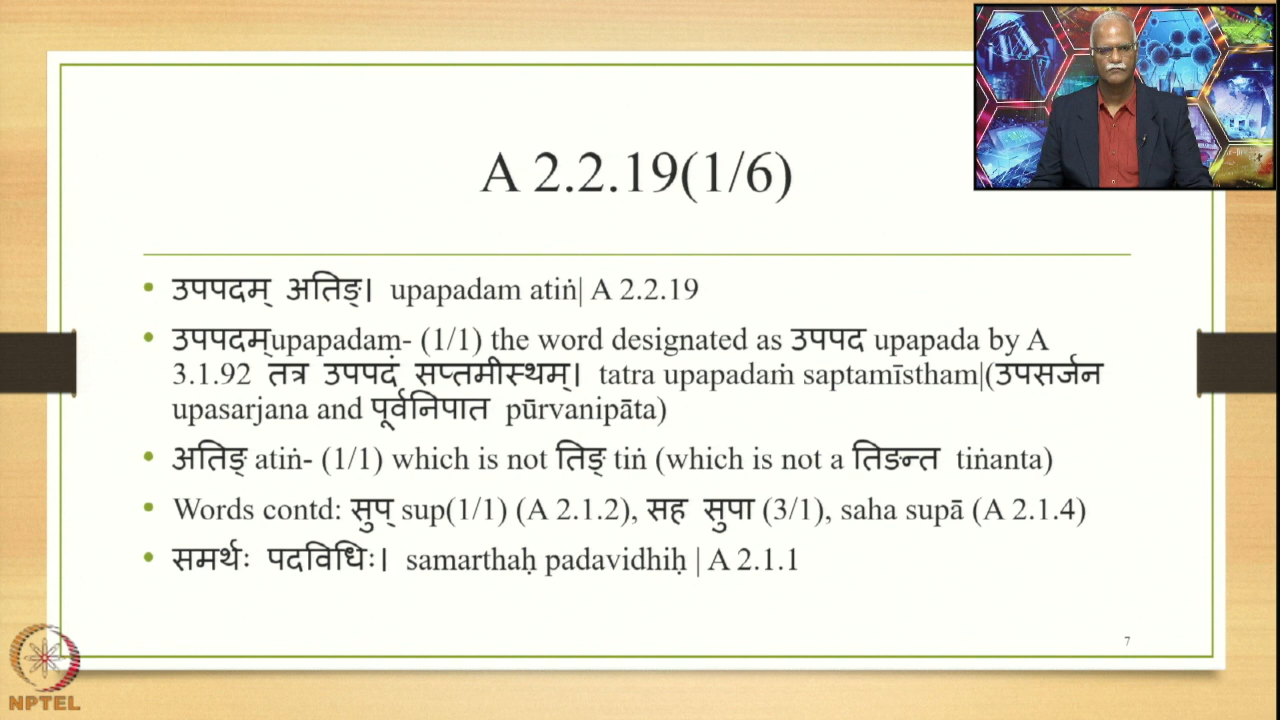 A 2.2.19(1/6)
उपपदम् अतिङ्। upapadam atiṅ| A 2.2.19
उपपदम्upapadaṃ- (1/1) the word designated as उपपद upapada by A
3.1.92 तत्र उपपदं सप्तमीस्थम्। tatra upapadaṁ saptamīstham|(उपसर्जन
upasarjana and पूर्वनिपात pūrvanipāta)
अतिङ् atiṅ- (1/1) which is not तिङ् tiṅ (which is not a तिङन्त tiṅanta)
Words contd: सुप् sup(1/1) (A 2.1.2), सह सुपा (3/1), saha supā (A 2.1.4)
समर्थः पदविधिः। samarthaḥ padavidhiḥ | A 2.1.1
7
NPTEL